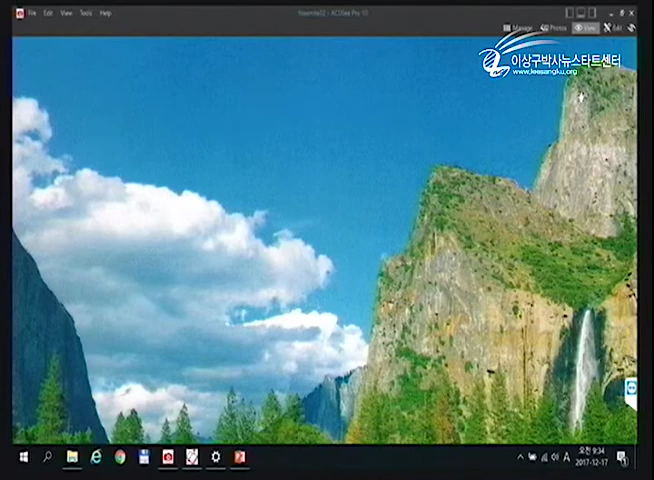 File Edit View Tools Help
Yosemite02 - ACDSee Pro 10
Manage Photos View Edit
이상구박사뉴스타트센터
www.leesangku.org
A
오전 9:34
2017-12-17